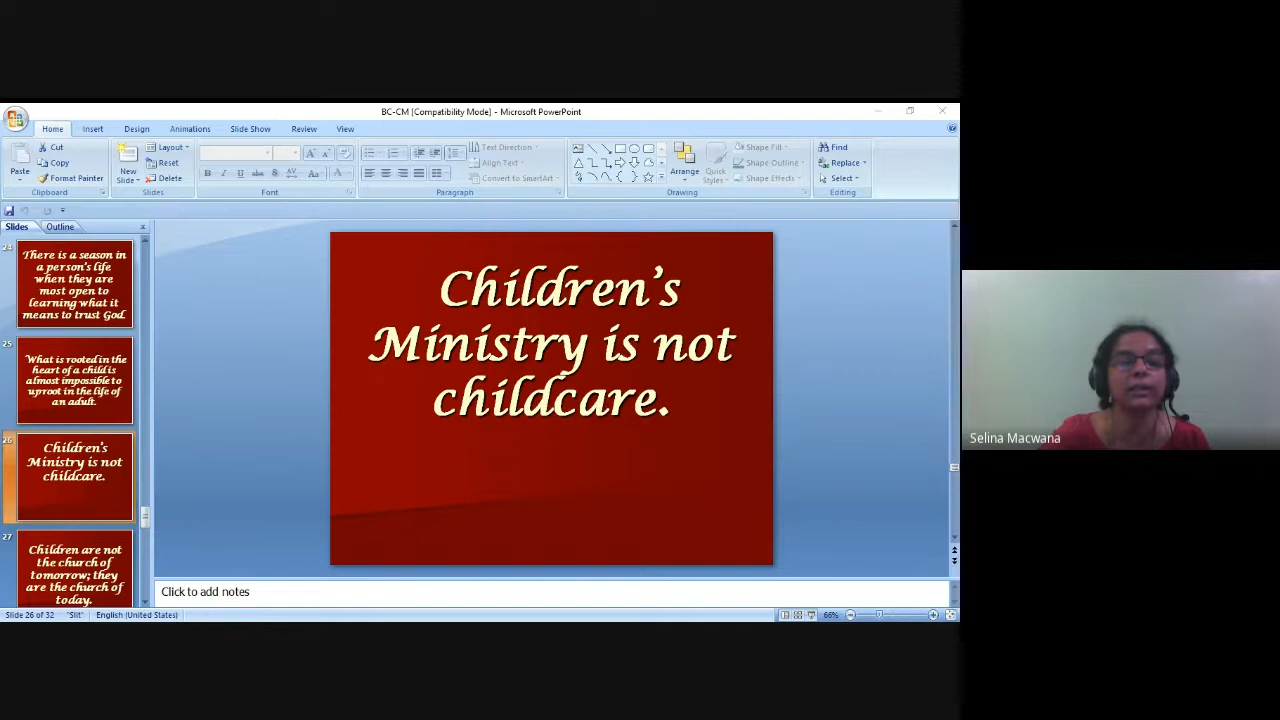 BC-CM [Compatibility Mode] - Microsoft PowerPoint
Home Insert Design Animations Slide Show Review View
Paste
Cut
Copy
Format Painter
Clipboard
New
Slide
Layout
Reset
Delete
Slides
B I U abc S AV Aa A
Font
Text Direction
Align Text
Convert to SmartArt
Paragraph
Arrange
Quick
Styles
Shape Fill
Shape Outline
Shape Effects
Drawing
Find
Replace
Select
Editing
Slides Outline x
24
There is a season in
a person's life
when they are
most open to
learning what it
means to trust God.
25
What is rooted in the
heart of a child is
almost impossible to
uproot in the life of
an adult.
26
Children's
Ministry is not
childcare.
27
Children are not
the church of
tomorrow; they
are the church of
today.
Children's
Ministry is not
childcare.
Click to add notes
Slide 26 of 32 "Slit" English (United States) 66%
Selina Macwana